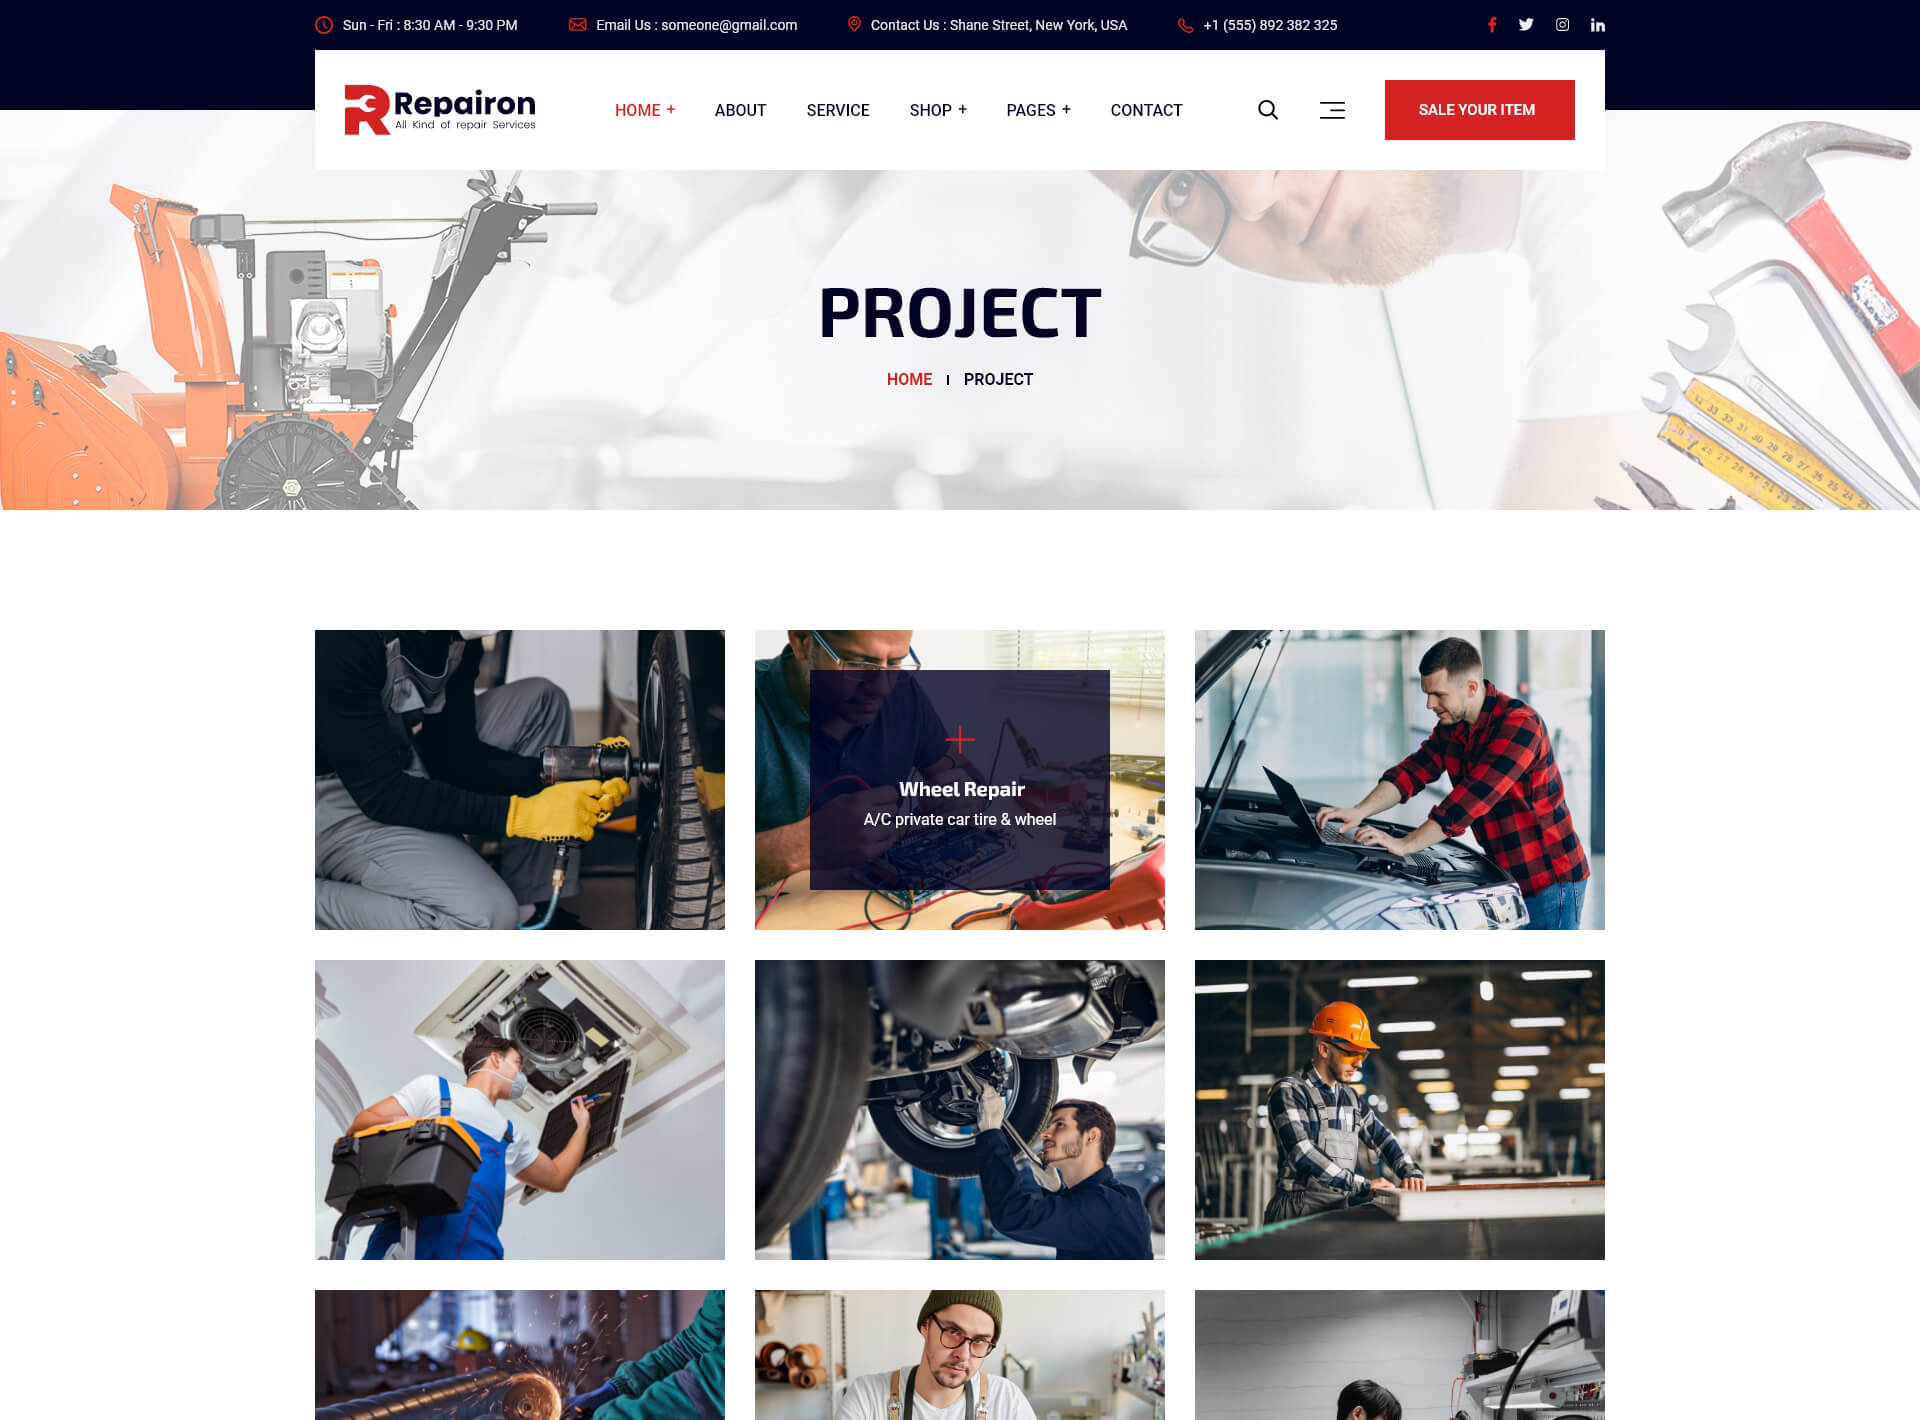 Sun - Fri : 8:30 AM - 9:30 PM
Email Us : someone@gmail.com
Contact Us : Shane Street, New York, USA
+1 (555) 892 382 325
Repairon
All Kind of repair Services
HOME +
ABOUT
SERVICE
SHOP +
PAGES +
CONTACT
SALE YOUR ITEM
PROJECT
HOME
PROJECT
Wheel Repair
A/C private car tire & wheel